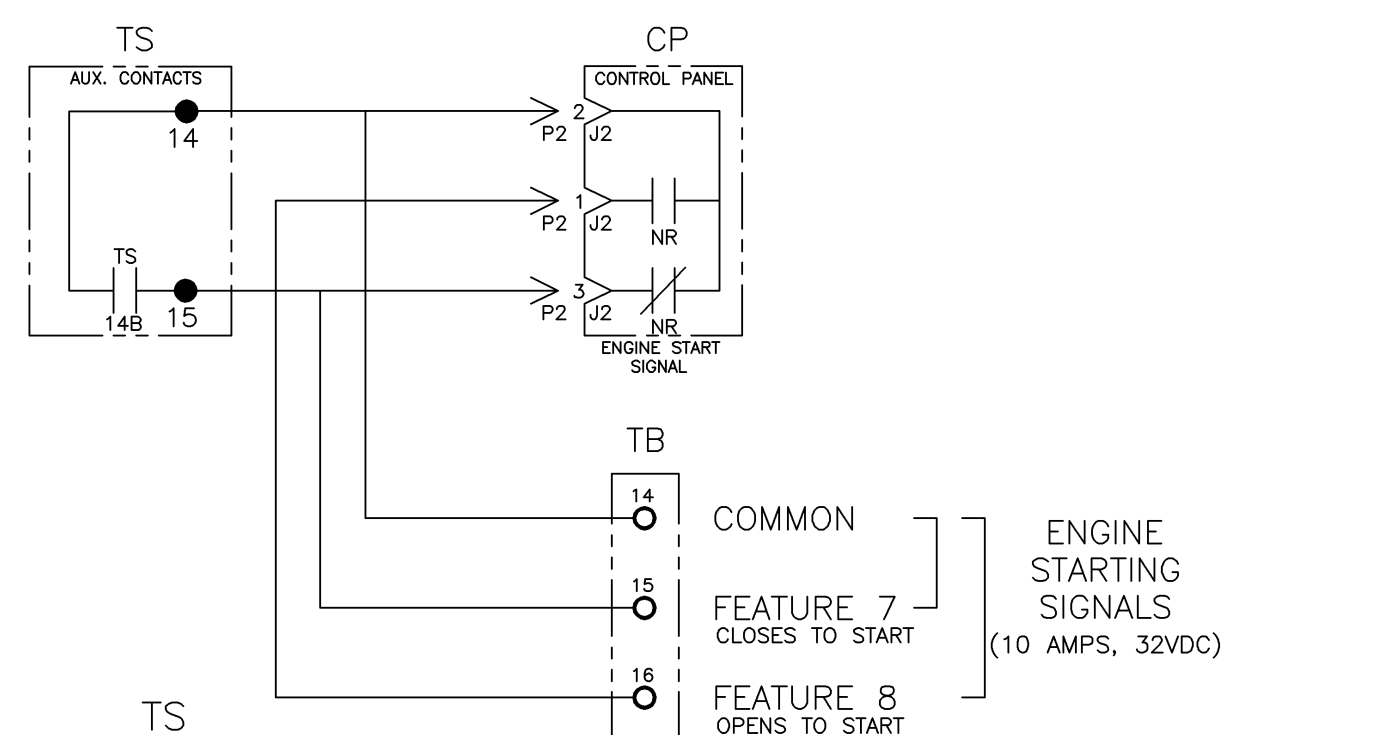 TS
AUX. CONTACTS
14
TS
14B
15
CP
CONTROL PANEL
2
P2
J2
1
P2
J2
NR
3
P2
J2
NR
ENGINE START
SIGNAL
TB
14
COMMON
15
FEATURE 7
CLOSES TO START
16
FEATURE 8
OPENS TO START
ENGINE
STARTING
SIGNALS
(10 AMPS, 32VDC)
TS